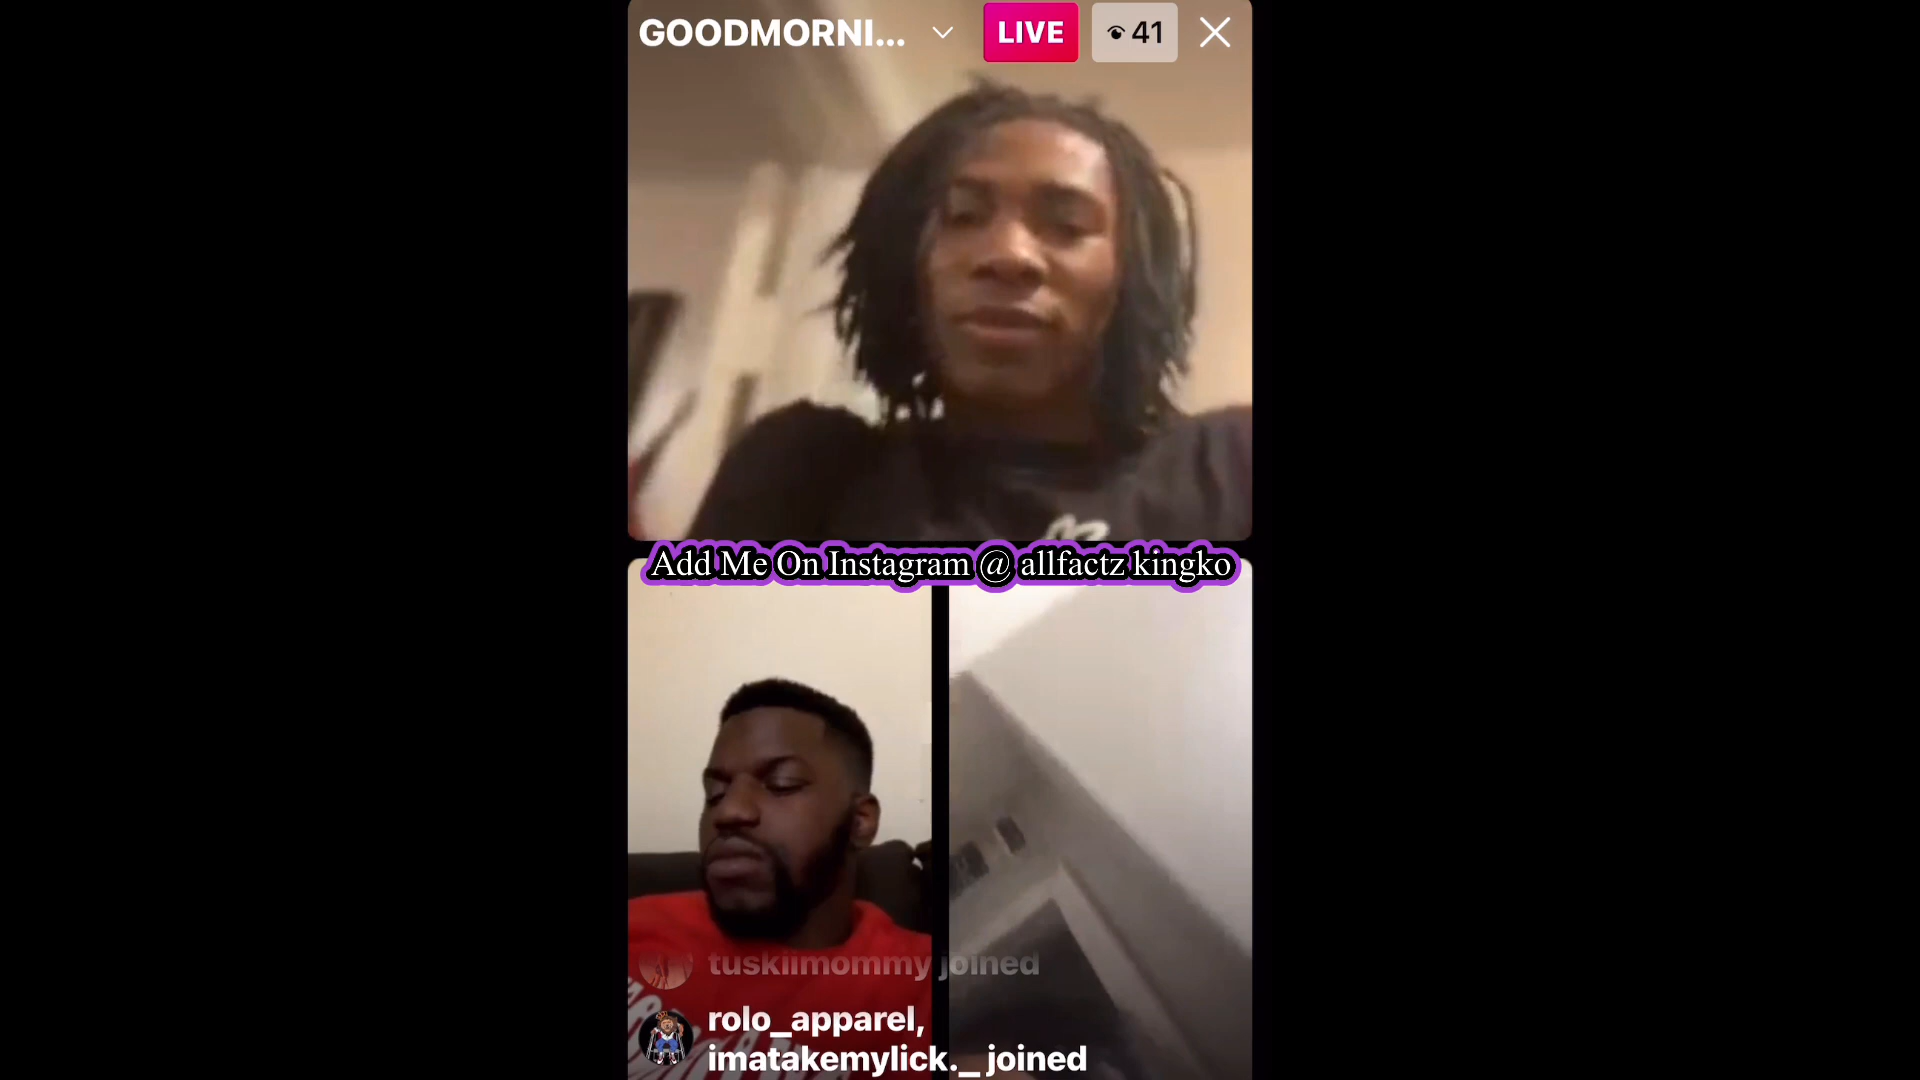 GOODMORNI...
LIVE
41
Add Me On Instagram @ allfactz kingko
tuskiimommy joined
rolo_apparel,
imatakemylick._ joined